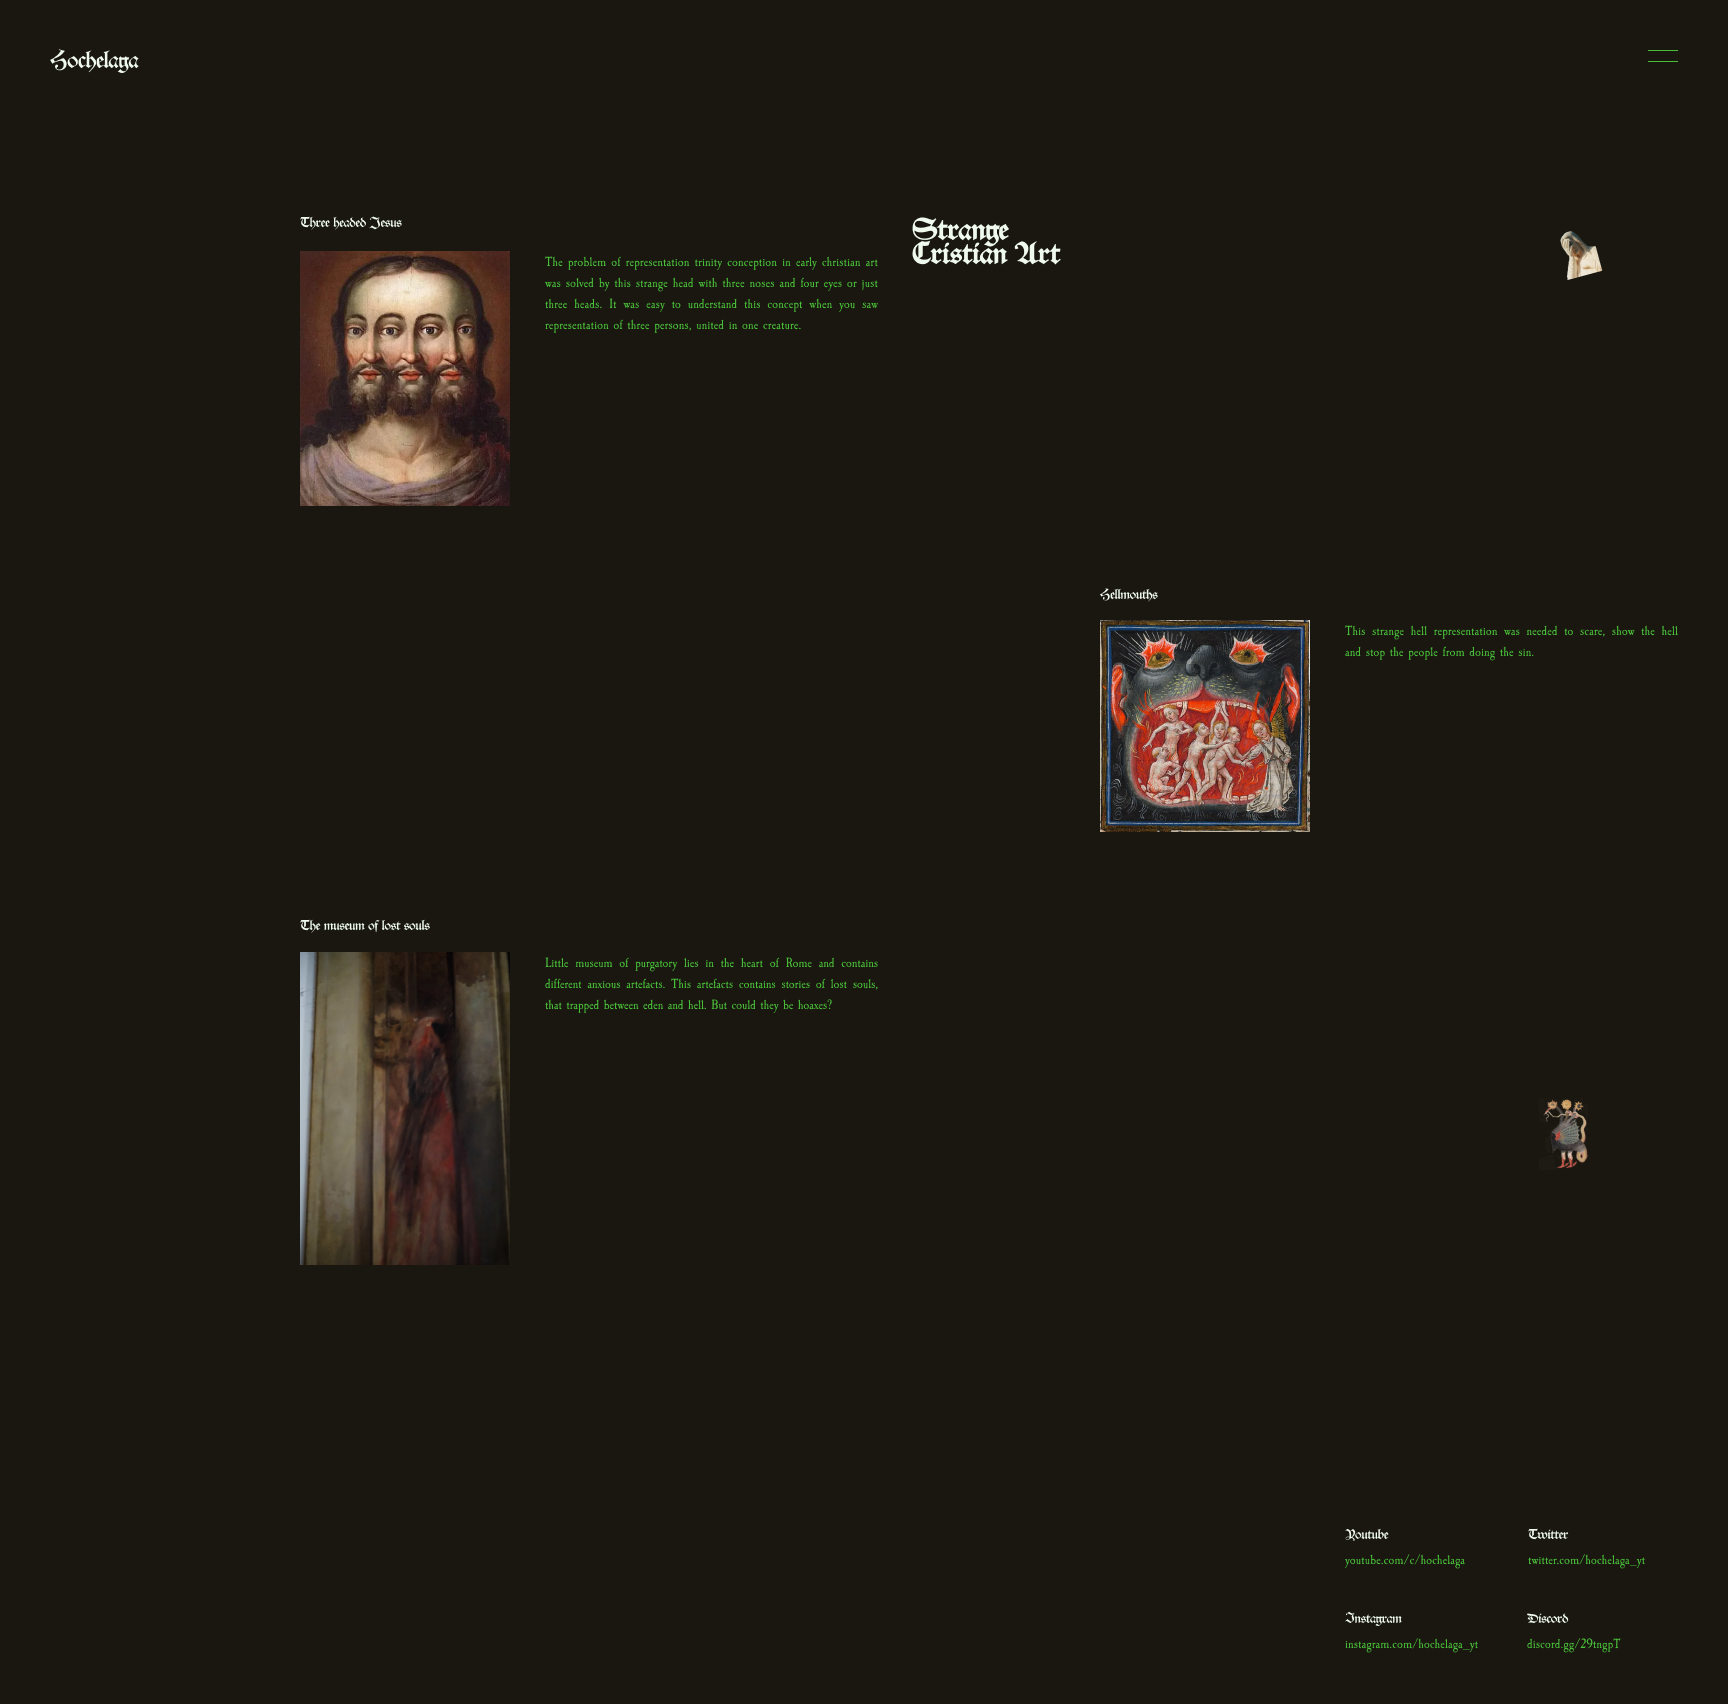 Hochelaga
Three headed Jesus
The problem of representation trinity conception in early christian art
was solved by this strange head with three noses and four eyes or just
three heads. It was easy to understand this concept when you saw
representation of three persons, united in one creature.
Strange
Cristian Art
Hellmouths
This strange hell representation was needed to scare, show the hell
and stop the people from doing the sin.
The museum of lost souls
Little museum of purgatory lies in the heart of Rome and contains
different anxious artefacts. This artefacts contains stories of lost souls,
that trapped between eden and hell. But could they be hoaxes?
Youtube
youtube.com/c/hochelaga
Twitter
twitter.com/hochelaga_yt
Instagram
instagram.com/hochelaga_yt
Discord
discord.gg/29tngpT